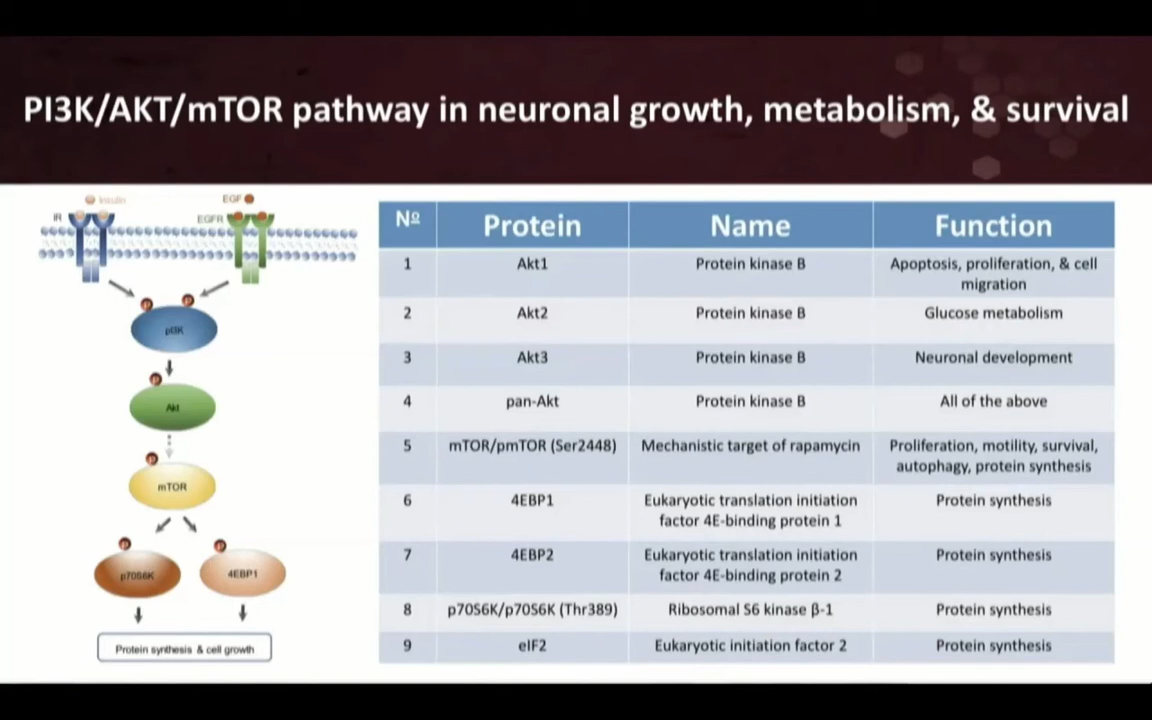 PI3K/AKT/mTOR pathway in neuronal growth, metabolism, & survival
Insulin
EGF
IR
EGFR
P
P
pI3K
P
Akt
P
mTOR
P
P
p70S6K
4EBP1
Protein synthesis & cell growth
Nº Protein Name Function
1 Akt1 Protein kinase B Apoptosis, proliferation, & cell
migration
2 Akt2 Protein kinase B Glucose metabolism
3 Akt3 Protein kinase B Neuronal development
4 pan-Akt Protein kinase B All of the above
5 mTOR/pmTOR (Ser2448) Mechanistic target of rapamycin Proliferation, motility, survival,
autophagy, protein synthesis
6 4EBP1 Eukaryotic translation initiation Protein synthesis
factor 4E-binding protein 1
7 4EBP2 Eukaryotic translation initiation Protein synthesis
factor 4E-binding protein 2
8 p70S6K/p70S6K (Thr389) Ribosomal S6 kinase β-1 Protein synthesis
9 eIF2 Eukaryotic initiation factor 2 Protein synthesis